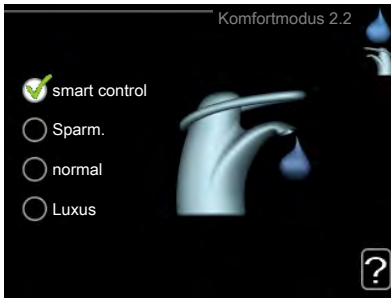 Komfortmodus 2.2
smart control
Sparm.
normal
Luxus
?